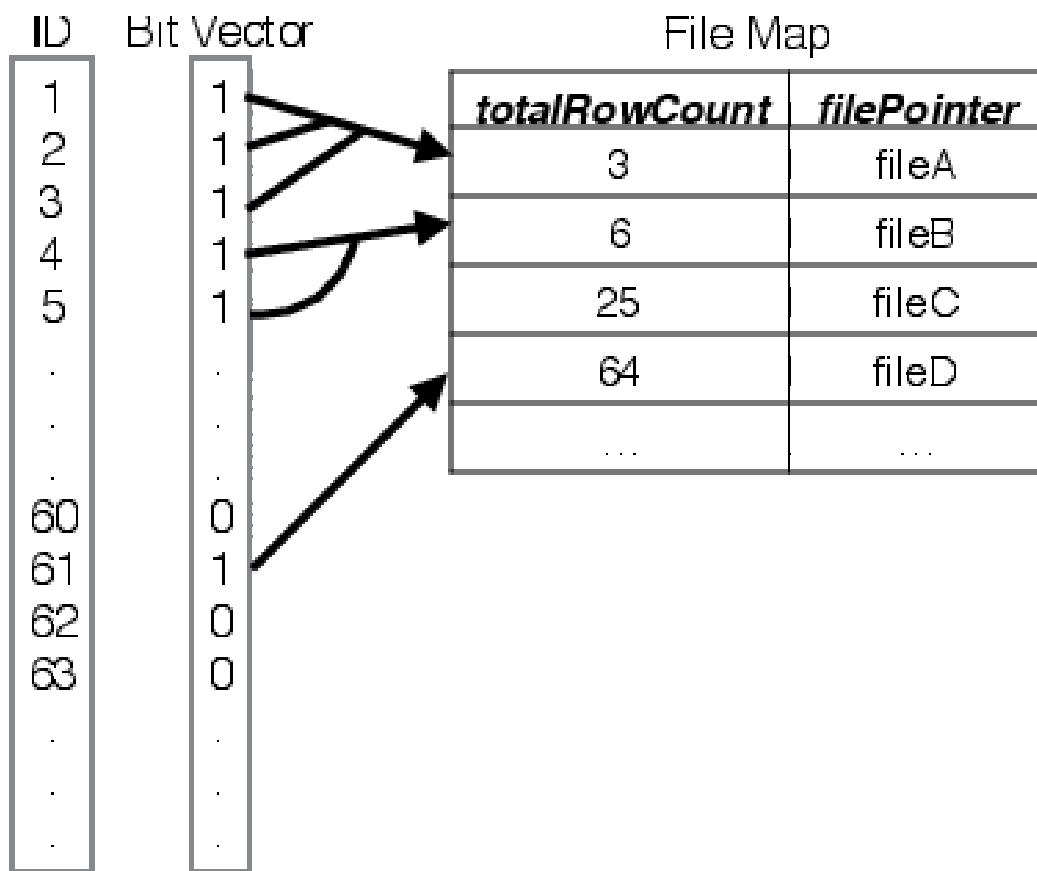 ID Bit Vector File Map
totalRowCount filePointer
1 1
2 1
3 1
4 1
5 1
. .
. .
. .
60 0
61 1
62 0
63 0
. .
. .
. .
3 fileA
6 fileB
25 fileC
64 fileD
... ...